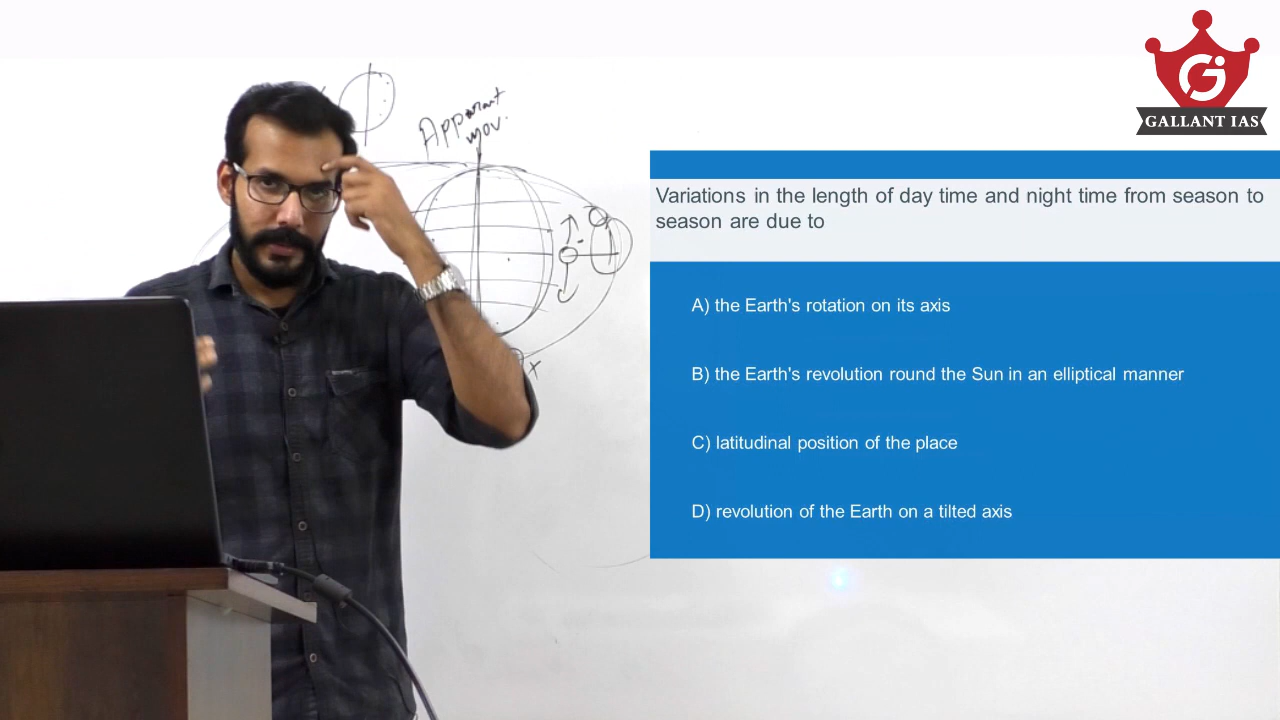 GALLANT IAS
Apparant
mov.
x
Variations in the length of day time and night time from season to
season are due to
A) the Earth's rotation on its axis
B) the Earth's revolution round the Sun in an elliptical manner
C) latitudinal position of the place
D) revolution of the Earth on a tilted axis